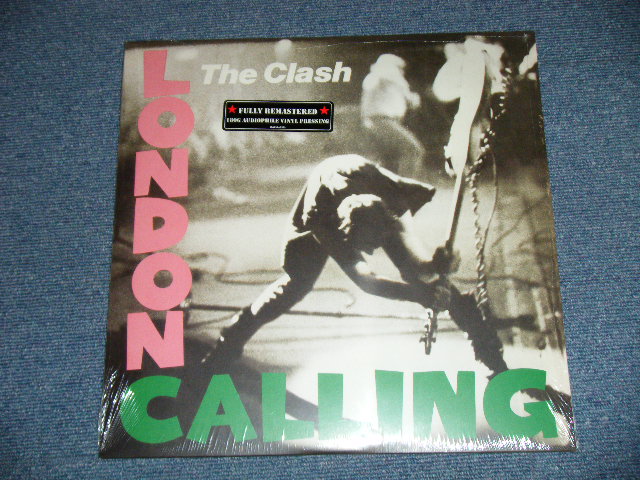 The Clash
★ FULLY REMASTERED ★
180G AUDIOPHILE VINYL PRESSING
LONDON
CALLING